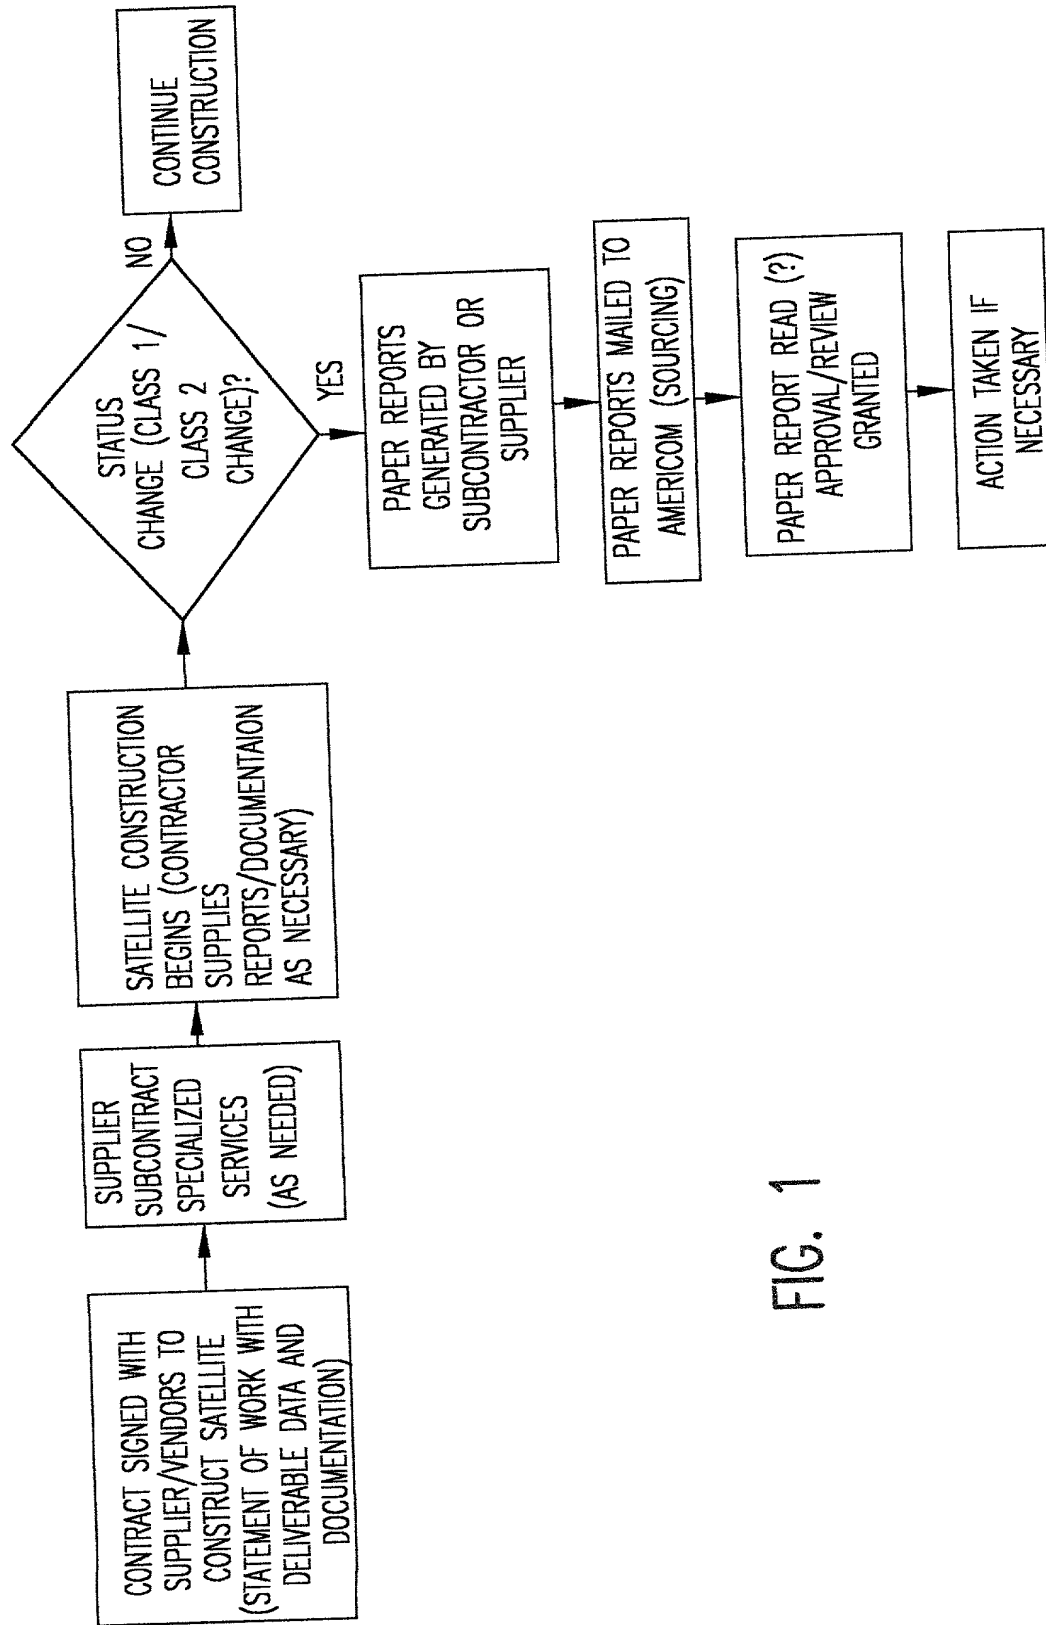 CONTRACT SIGNED WITH
SUPPLIER/VENDORS TO
CONSTRUCT SATELLITE
(STATEMENT OF WORK WITH
DELIVERABLE DATA AND
DOCUMENTATION)
SUPPLIER
SUBCONTRACT
SPECIALIZED
SERVICES
(AS NEEDED)
SATELLITE CONSTRUCTION
BEGINS (CONTRACTOR
SUPPLIES
REPORTS/DOCUMENTAION
AS NECESSARY)
STATUS
CHANGE (CLASS 1/
CLASS 2
CHANGE)?
NO
CONTINUE
CONSTRUCTION
YES
PAPER REPORTS
GENERATED BY
SUBCONTRACTOR OR
SUPPLIER
PAPER REPORTS MAILED TO
AMERICOM (SOURCING)
PAPER REPORT READ (?)
APPROVAL/REVIEW
GRANTED
ACTION TAKEN IF
NECESSARY
FIG. 1